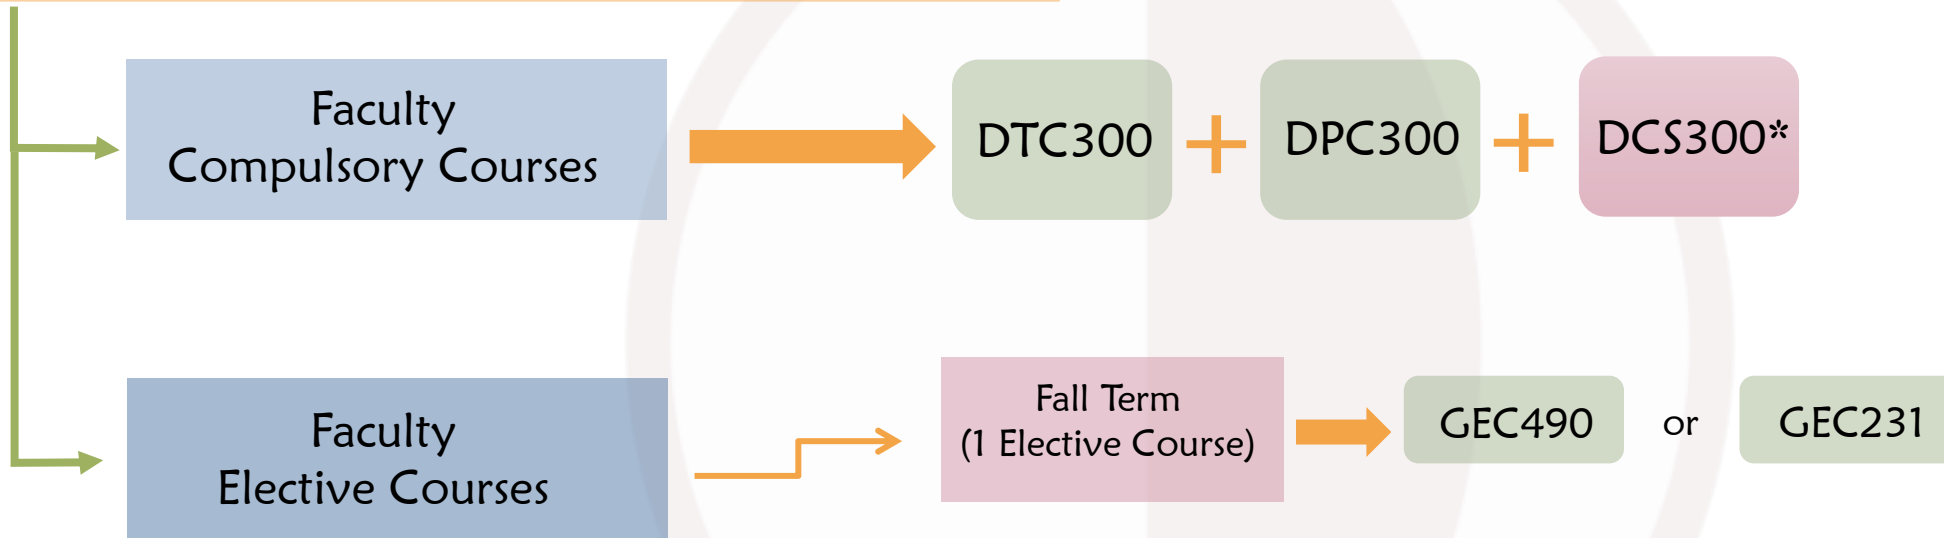 Faculty
Compulsory Courses
DTC300 + DPC300 + DCS300*
Faculty
Elective Courses
Fall Term
(1 Elective Course)
GEC490 or GEC231